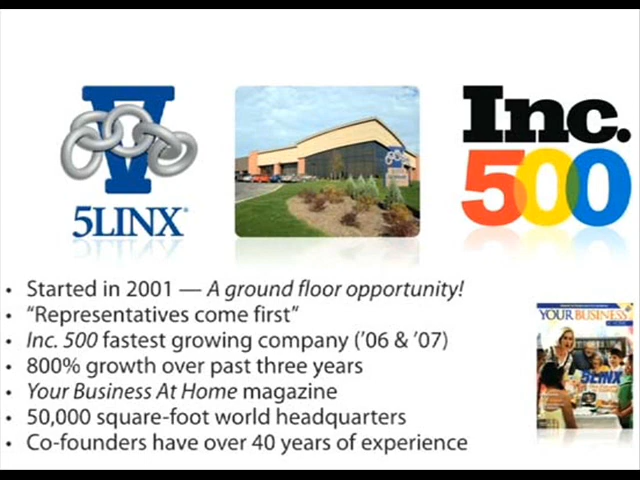 5LINX®
Inc.
500
• Started in 2001 — A ground floor opportunity!
• "Representatives come first"
• Inc. 500 fastest growing company ('06 & '07)
• 800% growth over past three years
• Your Business At Home magazine
• 50,000 square-foot world headquarters
• Co-founders have over 40 years of experience
YOUR BUSINESS
5LINX